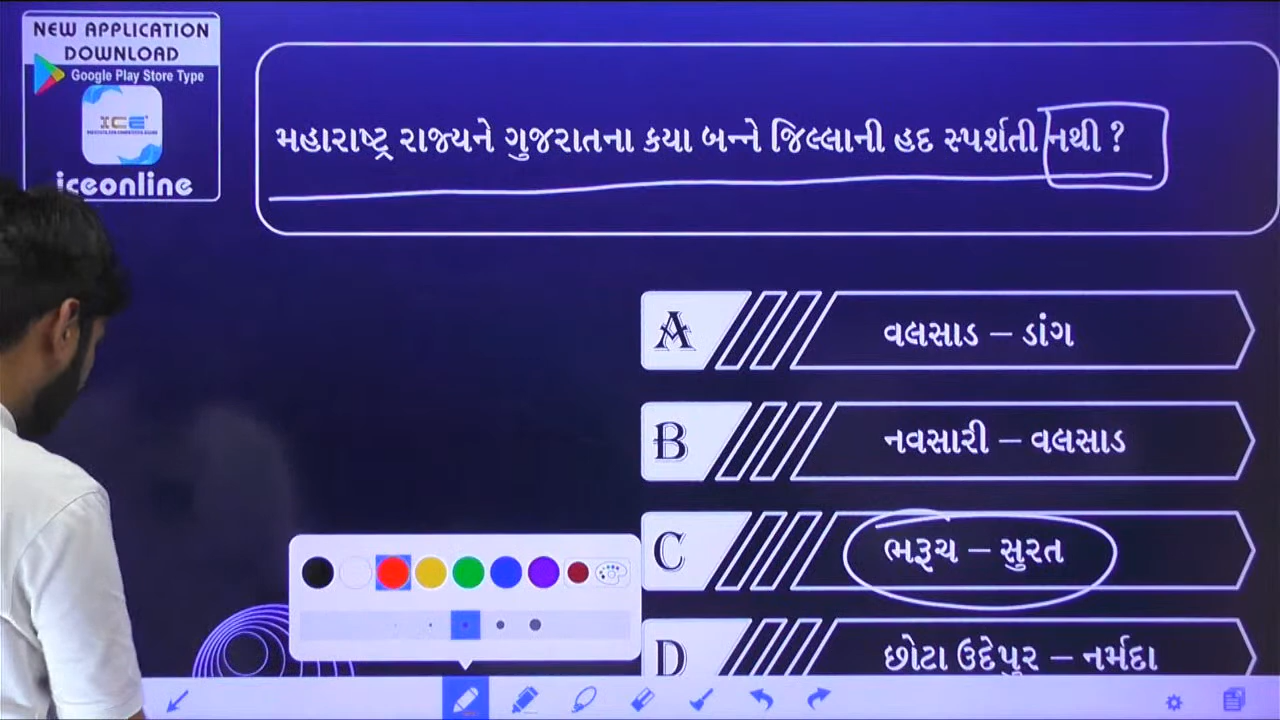 NEW APPLICATION
DOWNLOAD
Google Play Store Type
ICE
iceonline
મહારાષ્ટ્ર રાજ્યને ગુજરાતના કયા બન્ને જિલ્લાની હદ સ્પર્શતી નથી ?
A વલસાડ – ડાંગ
B નવસારી – વલસાડ
C ભરૂચ – સુરત
D છોટા ઉદેપુર – નર્મદા